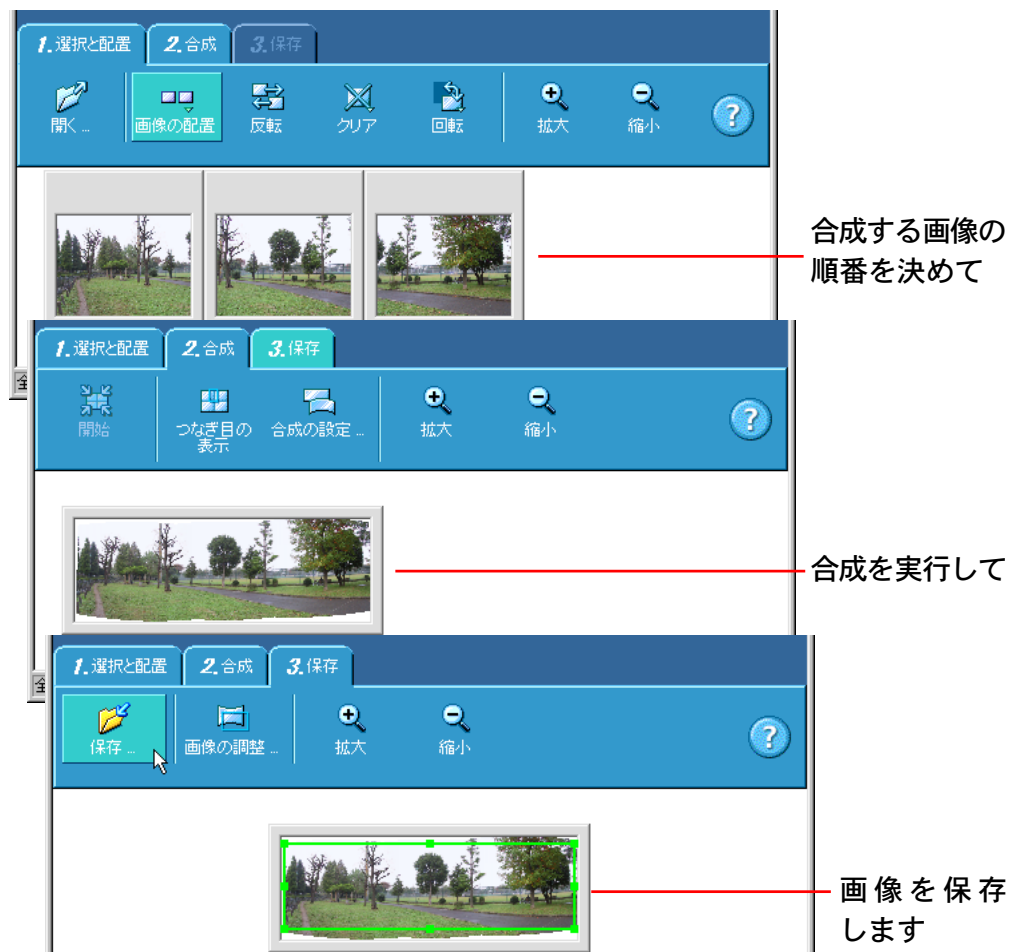 1.選択と配置 2.合成 3.保存
開く... 画像の配置 反転 クリア 回転 拡大 縮小 ?
合成する画像の
順番を決めて
1.選択と配置 2.合成 3.保存
全
開始 つなぎ目の
表示 合成の設定... 拡大 縮小 ?
合成を実行して
1.選択と配置 2.合成 3.保存
全
保存... 画像の調整... 拡大 縮小 ?
画像を保存
します